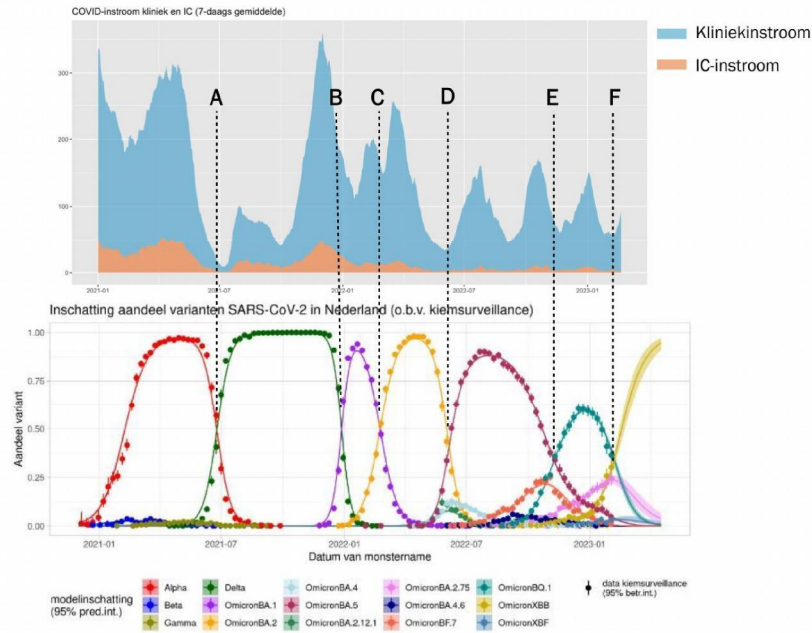 COVID-instroom kliniek en IC (7-daags gemiddelde)
Kliniekinstroom
IC-instroom
300
200
100
0
A
B
C
D
E
F
2021-01
2021-07
2022-01
2022-07
2023-01
Inschatting aandeel varianten SARS-CoV-2 in Nederland (o.b.v. kiemsurveillance)
Aandeel variant
1.00
0.75
0.50
0.25
0.00
2021-01
2021-07
2022-01
2022-07
2023-01
Datum van monstername
modelinschatting
(95% pred.int.)
Alpha
Beta
Gamma
Delta
OmicronBA.1
OmicronBA.2
OmicronBA.4
OmicronBA.5
OmicronBA.2.12.1
OmicronBA.2.75
OmicronBA.4.6
OmicronBF.7
OmicronBQ.1
OmicronXBB
OmicronXBF
data kiemsurveillance
(95% betr.int.)